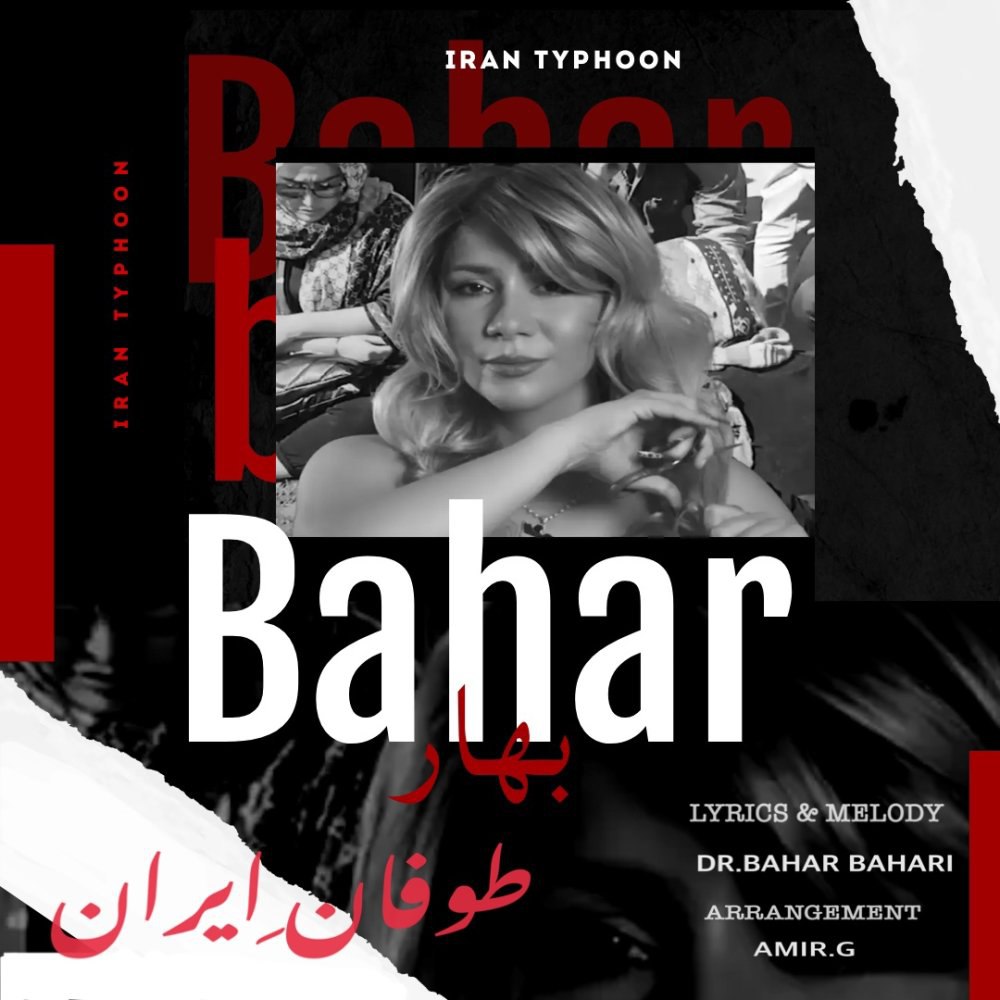 IRAN TYPHOON
Bahar
IRAN TYPHOON
b
Bahar
بهار
طوفانِ ایران
LYRICS & MELODY
DR.BAHAR BAHARI
ARRANGEMENT
AMIR.G